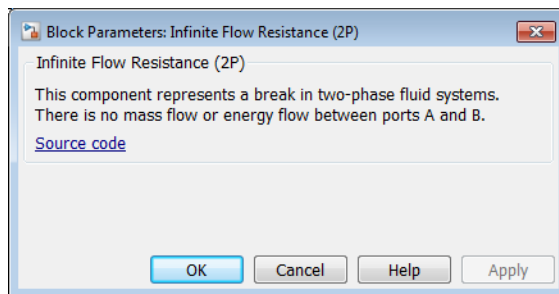 Block Parameters: Infinite Flow Resistance (2P)
Infinite Flow Resistance (2P)
This component represents a break in two-phase fluid systems.
There is no mass flow or energy flow between ports A and B.
Source code
OK Cancel Help Apply